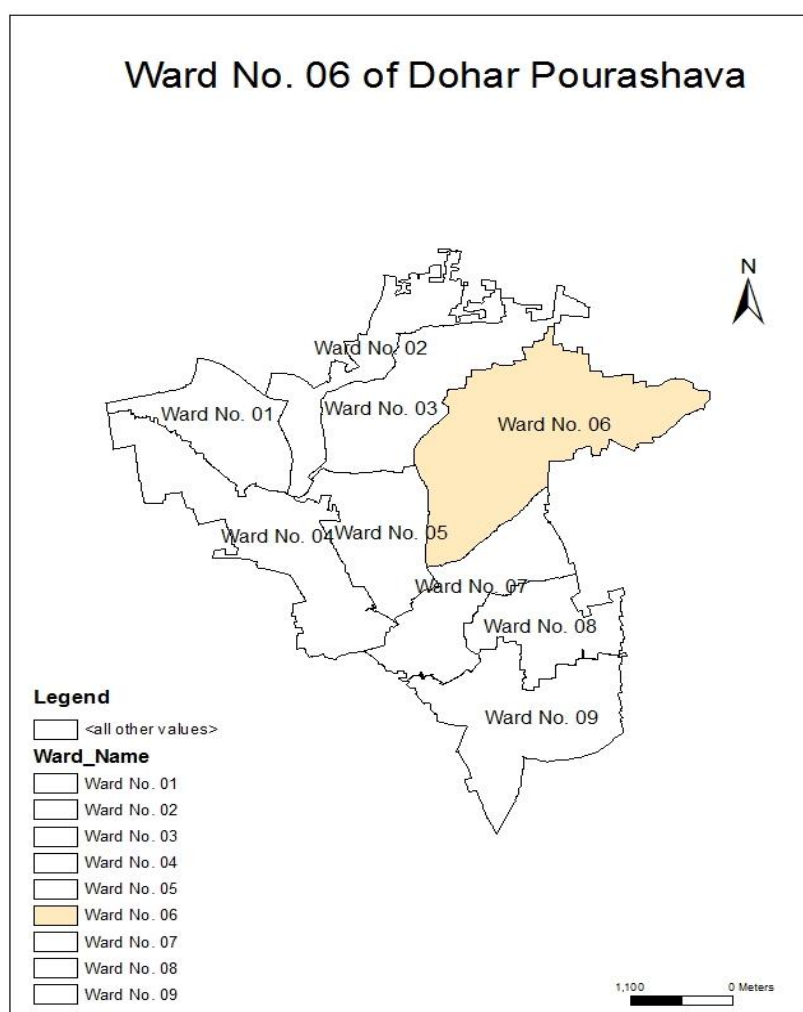 Ward No. 06 of Dohar Pourashava
N
Ward No. 02
Ward No. 03
Ward No. 01
Ward No. 06
Ward No. 05
Ward No. 04
Ward No. 07
Ward No. 08
Ward No. 09
Legend
<all other values>
Ward_Name
Ward No. 01
Ward No. 02
Ward No. 03
Ward No. 04
Ward No. 05
Ward No. 06
Ward No. 07
Ward No. 08
Ward No. 09
1,100 0 Meters